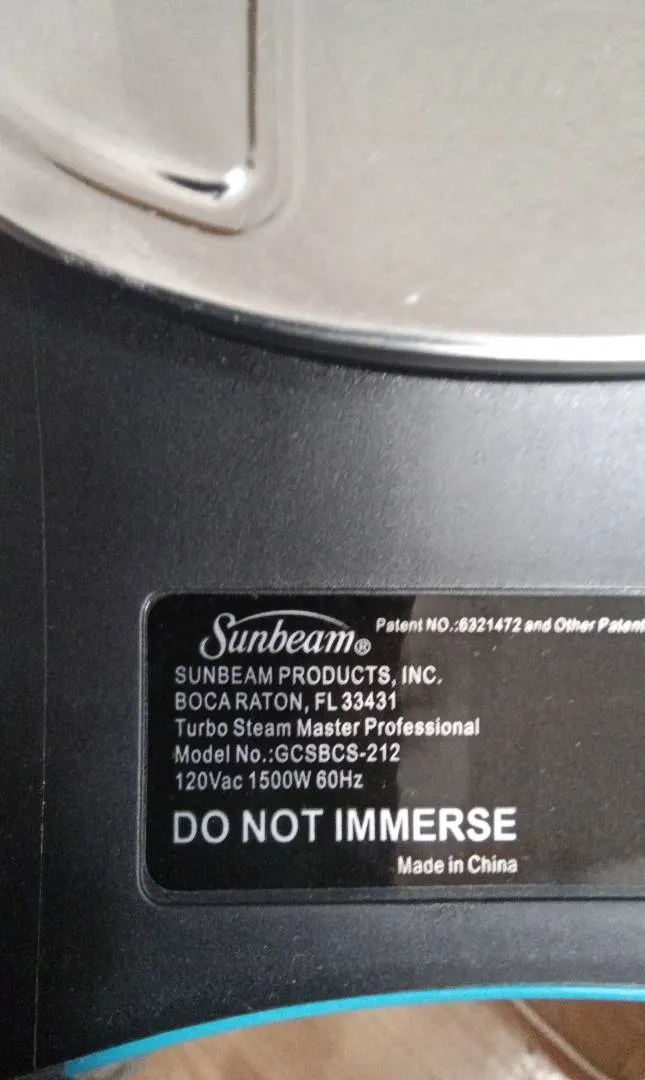 Sunbeam®
Patent NO.:6321472 and Other Patent
SUNBEAM PRODUCTS, INC.
BOCA RATON, FL 33431
Turbo Steam Master Professional
Model No.:GCSBCS-212
120Vac 1500W 60Hz
DO NOT IMMERSE
Made in China